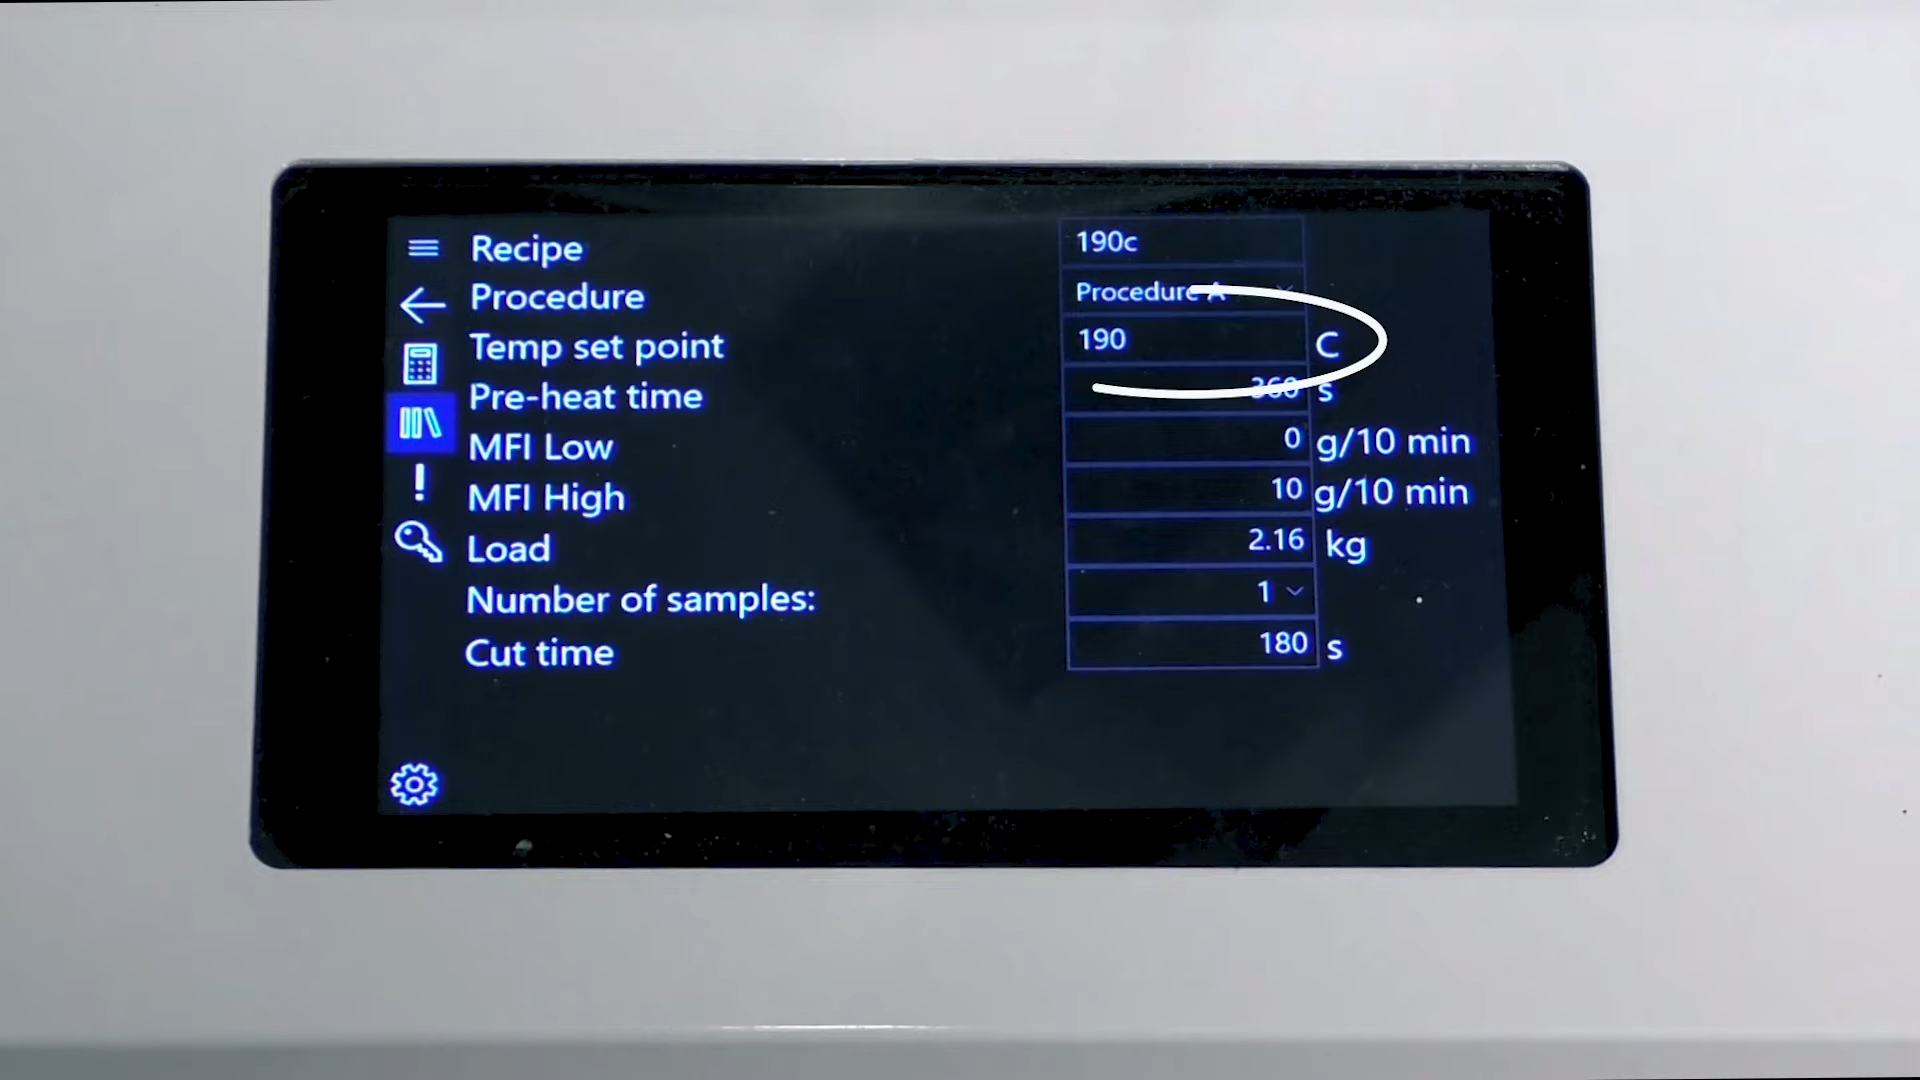 Recipe 190c
Procedure Procedure A
Temp set point 190 C
Pre-heat time 360 s
MFI Low 0 g/10 min
MFI High 10 g/10 min
Load 2.16 kg
Number of samples: 1
Cut time 180 s